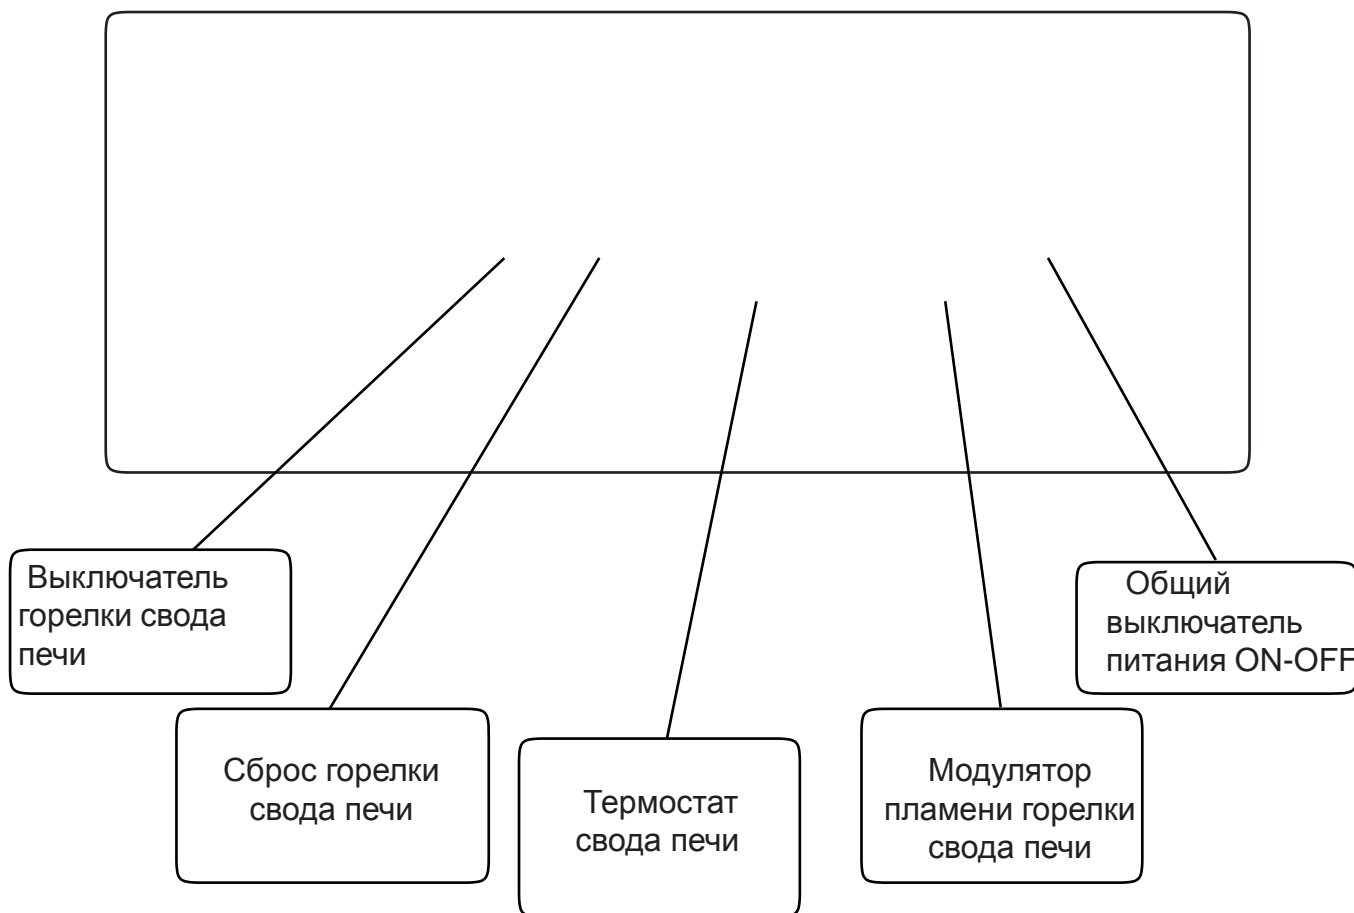 Выключатель
горелки свода
печи
Общий
выключатель
питания ON-OFF
Сброс горелки
свода печи
Термостат
свода печи
Модулятор
пламени горелки
свода печи